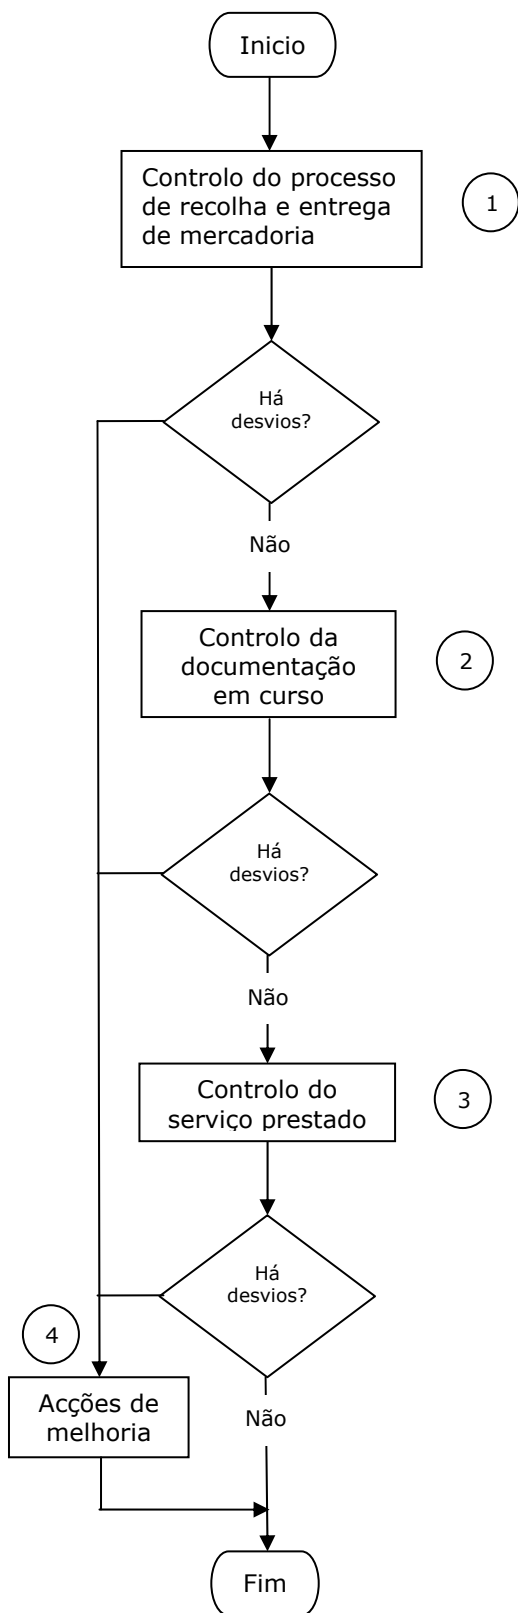 Inicio
Controlo do processo
de recolha e entrega
de mercadoria
1
Há
desvios?
Não
Controlo da
documentação
em curso
2
Há
desvios?
Não
Controlo do
serviço prestado
3
Há
desvios?
4
Acções de
melhoria
Não
Fim